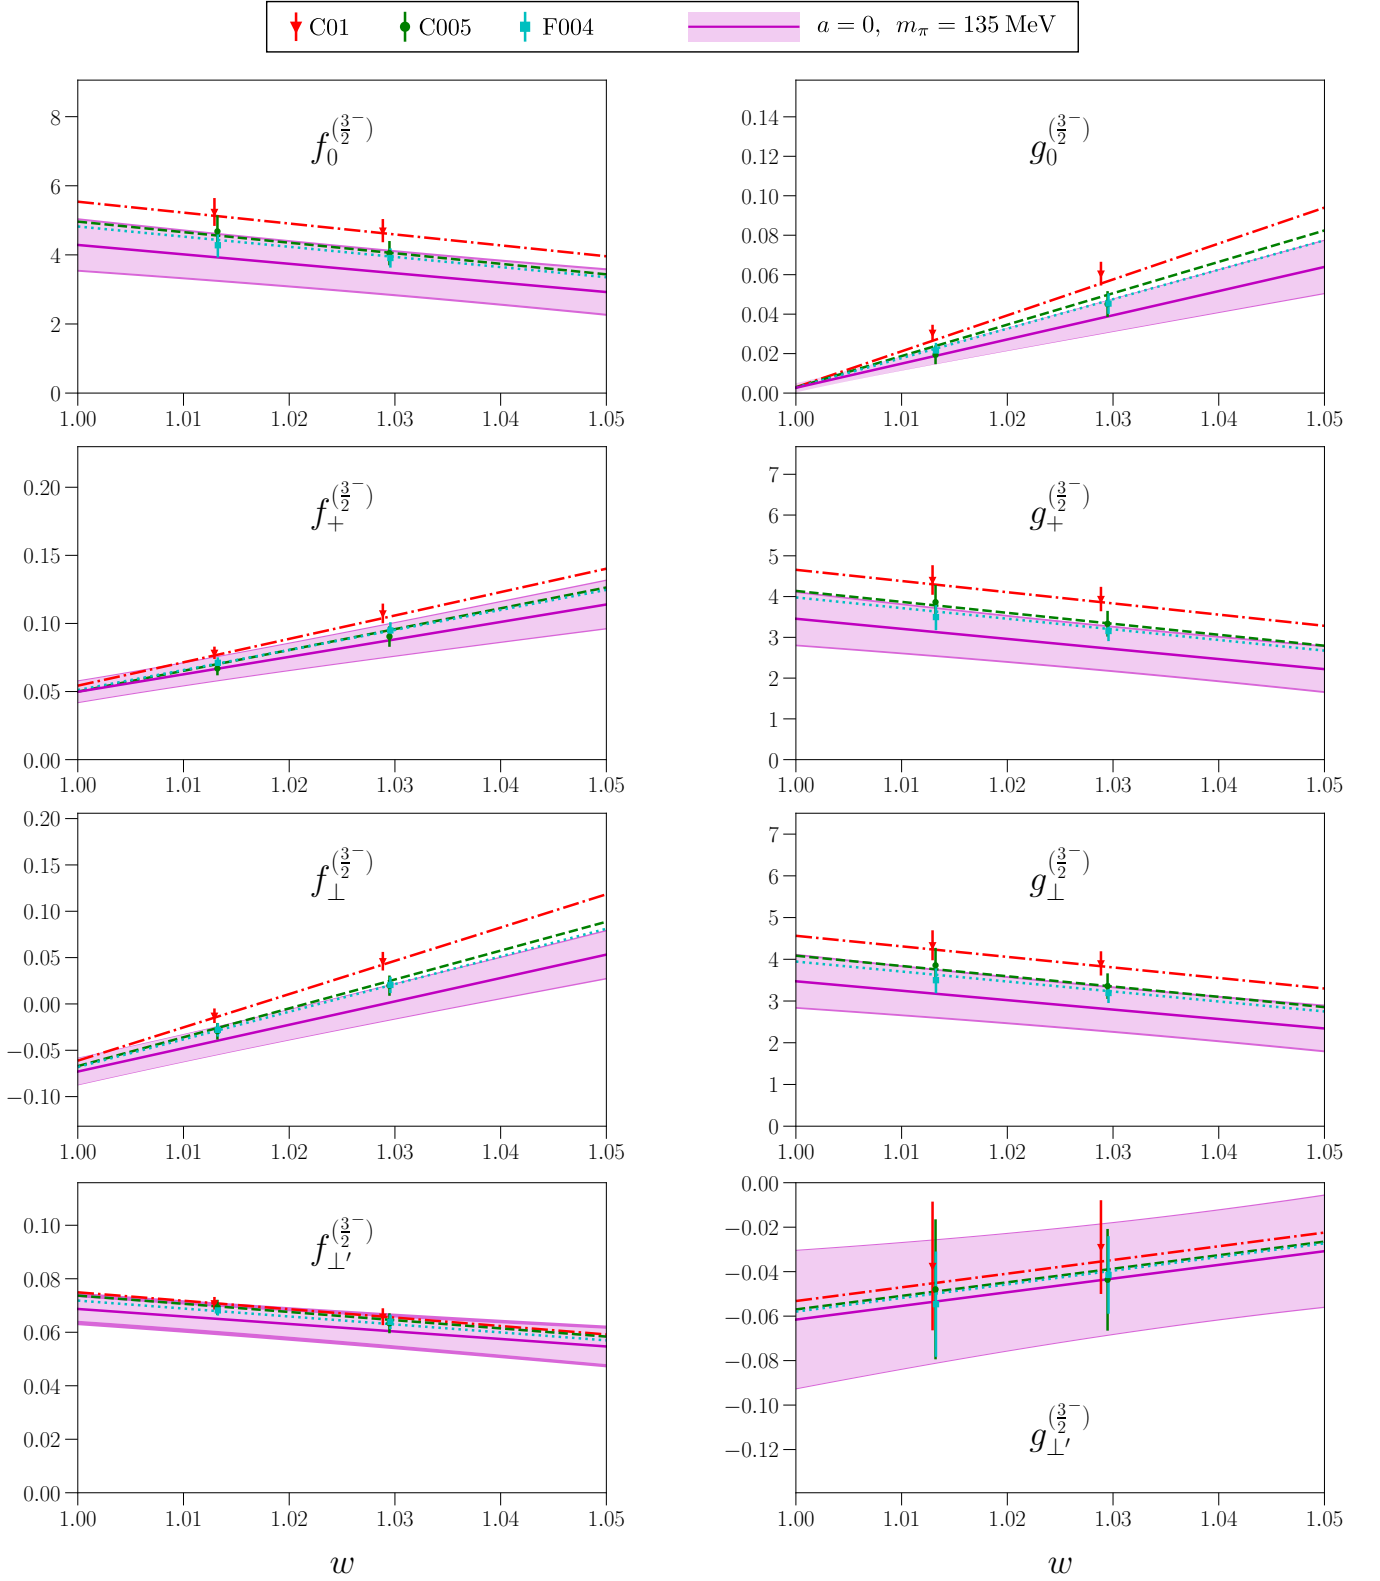 C01 C005 F004 a = 0, m_π = 135 MeV
f_0^{(3/2^-)}
8
6
4
2
0
1.00 1.01 1.02 1.03 1.04 1.05
g_0^{(3/2^-)}
0.14
0.12
0.10
0.08
0.06
0.04
0.02
0.00
1.00 1.01 1.02 1.03 1.04 1.05
f_+^{(3/2^-)}
0.20
0.15
0.10
0.05
0.00
1.00 1.01 1.02 1.03 1.04 1.05
g_+^{(3/2^-)}
7
6
5
4
3
2
1
0
1.00 1.01 1.02 1.03 1.04 1.05
f_⊥^{(3/2^-)}
0.20
0.15
0.10
0.05
0.00
−0.05
−0.10
1.00 1.01 1.02 1.03 1.04 1.05
g_⊥^{(3/2^-)}
7
6
5
4
3
2
1
0
1.00 1.01 1.02 1.03 1.04 1.05
f_{⊥′}^{(3/2^-)}
0.10
0.08
0.06
0.04
0.02
0.00
1.00 1.01 1.02 1.03 1.04 1.05
w
0.00
−0.02
−0.04
−0.06
−0.08
−0.10
−0.12
g_{⊥′}^{(3/2^-)}
1.00 1.01 1.02 1.03 1.04 1.05
w